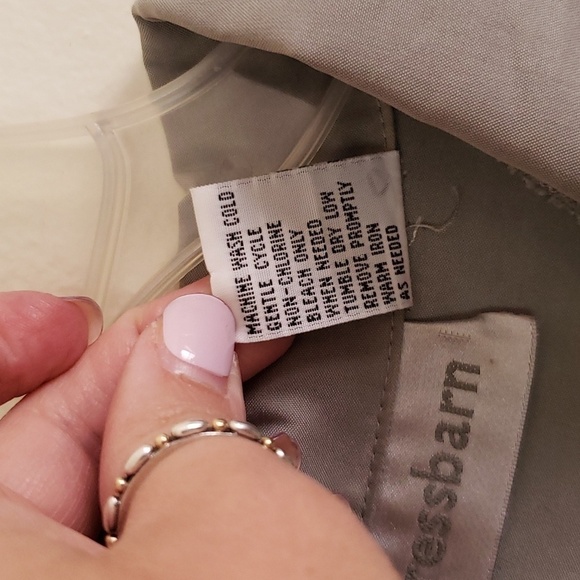 MACHINE WASH COLD
GENTLE CYCLE
NON-CHLORINE
BLEACH ONLY
WHEN NEEDED
TUMBLE DRY LOW
REMOVE PROMPTLY
WARM IRON
AS NEEDED
ressbarn